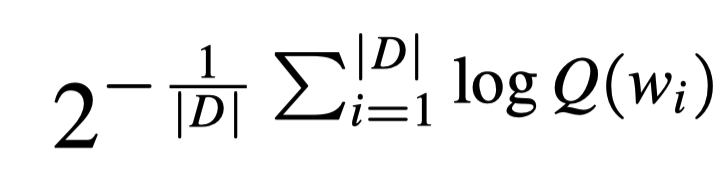 $2^{-\frac{1}{|D|} \sum_{i=1}^{|D|} \log Q(w_i)}$